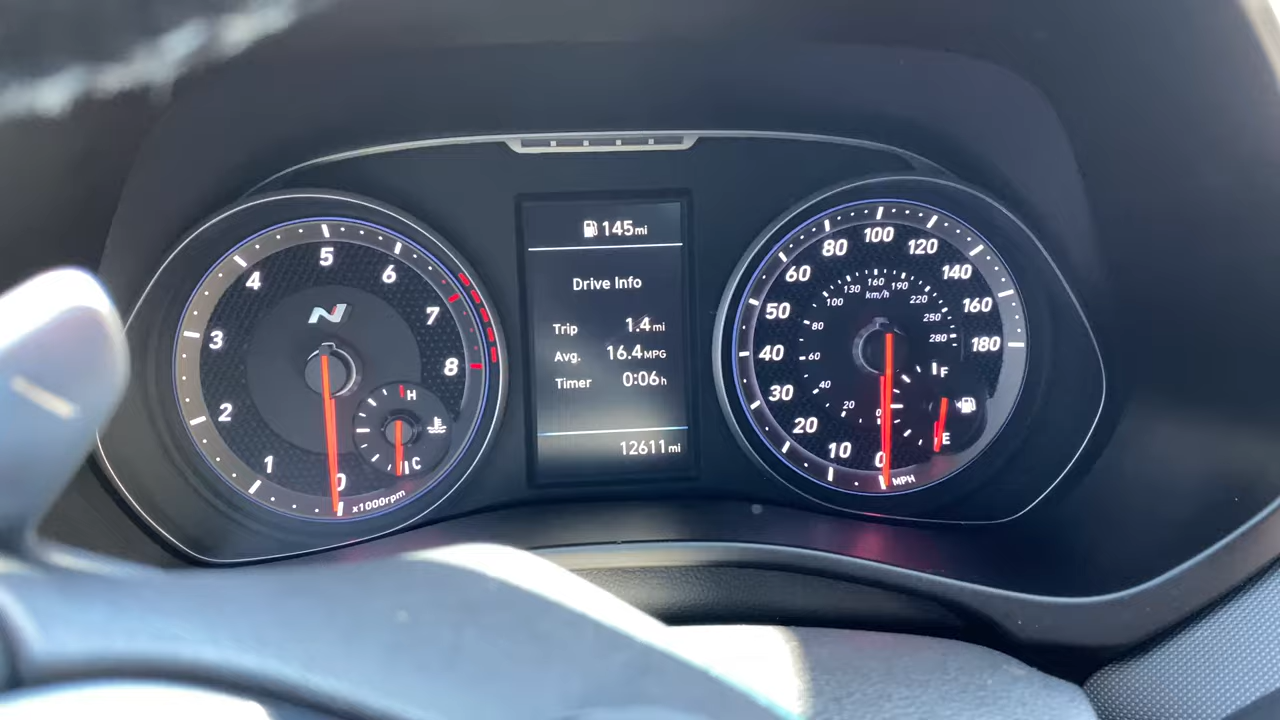 145mi
Drive Info
Trip 1.4mi
Avg. 16.4MPG
Timer 0:06h
12611mi
0
1
2
3
4
5
6
7
8
x1000rpm
N
H
C
0
10
20
30
40
50
60
80
100
120
140
160
180
MPH
0
20
40
60
80
100
130
160
190
220
250
280
km/h
F
E